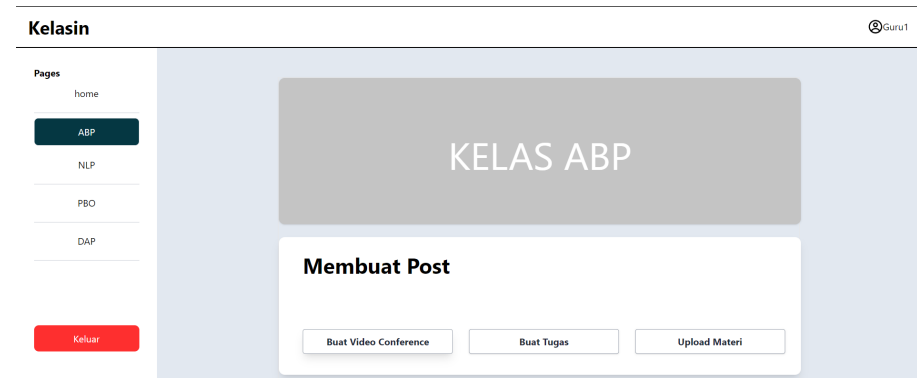 Kelasin
Guru1
Pages
home
ABP
NLP
PBO
DAP
Keluar
KELAS ABP
Membuat Post
Buat Video Conference
Buat Tugas
Upload Materi